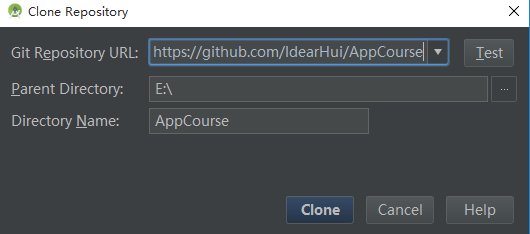 Clone Repository
Git Repository URL: https://github.com/IdearHui/AppCourse Test
Parent Directory: E:\ ...
Directory Name: AppCourse
Clone Cancel Help